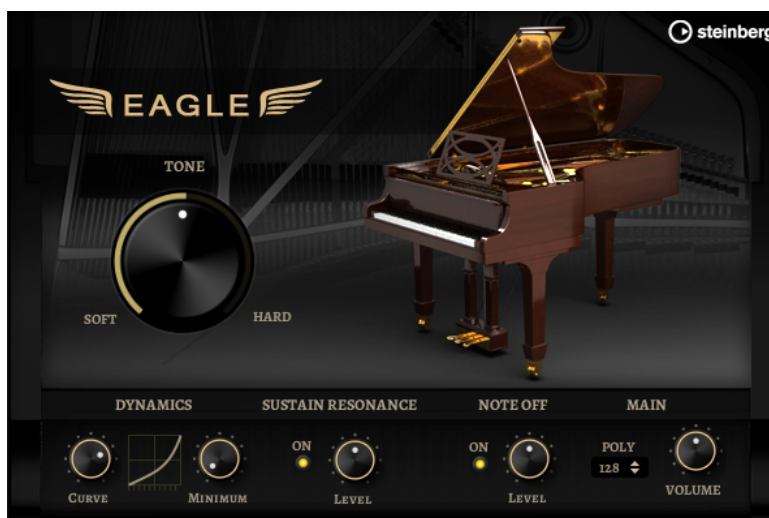 steinberg
EAGLE
TONE
SOFT
HARD
DYNAMICS
SUSTAIN RESONANCE
NOTE OFF
MAIN
ON
ON
POLY
128
CURVE
MINIMUM
LEVEL
LEVEL
VOLUME